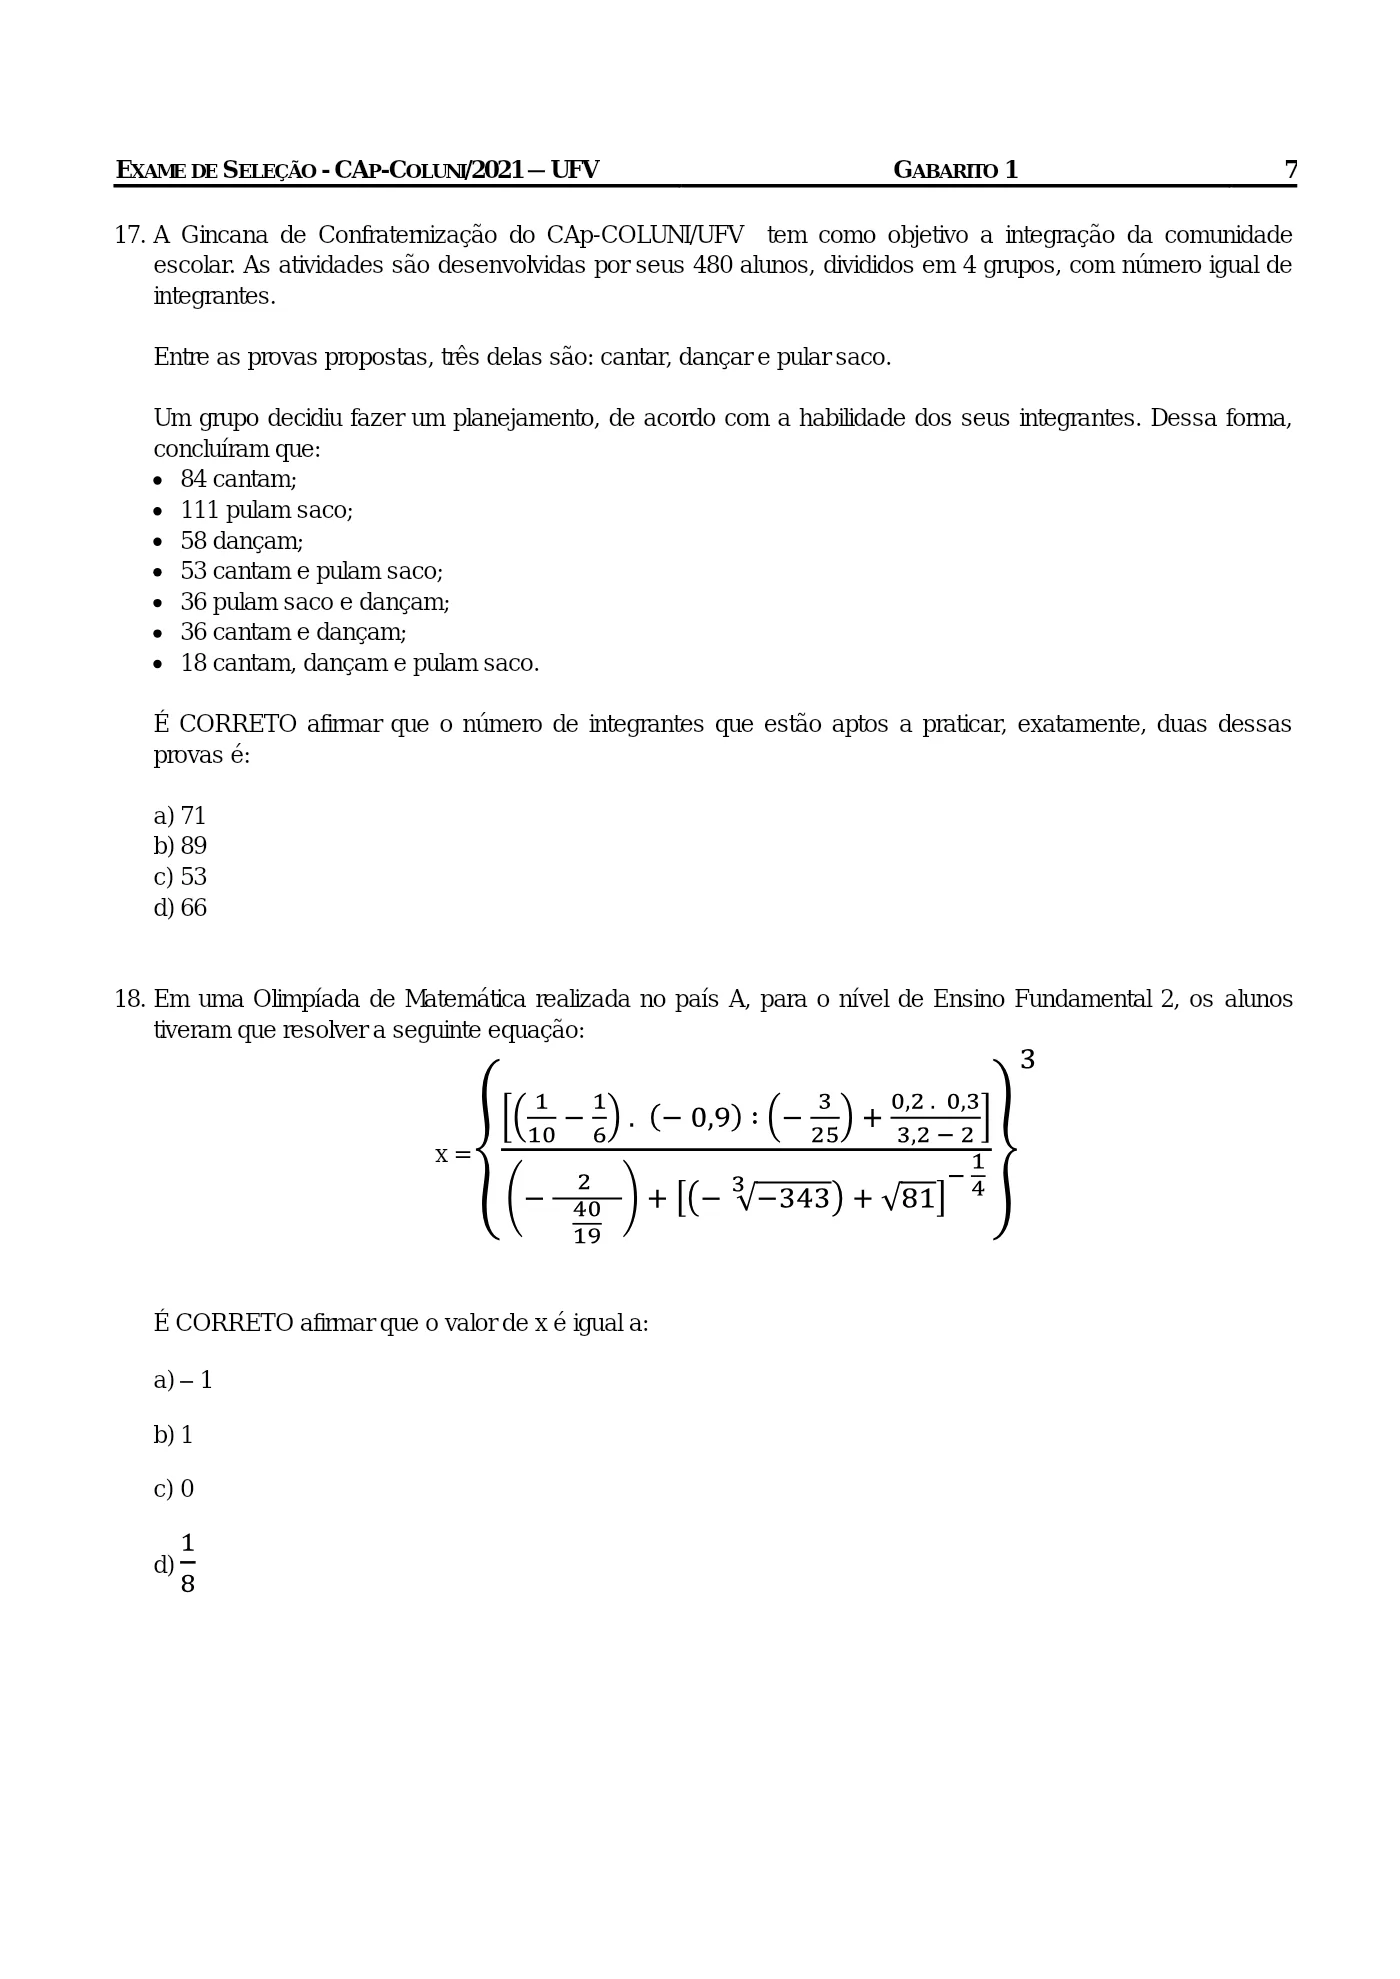 EXAME DE SELEÇÃO - CAP-COLUNI/2021 — UFV GABARITO 1 7
17. A Gincana de Confraternização do CAp-COLUNI/UFV tem como objetivo a integração da comunidade
escolar. As atividades são desenvolvidas por seus 480 alunos, divididos em 4 grupos, com número igual de
integrantes.
Entre as provas propostas, três delas são: cantar, dançar e pular saco.
Um grupo decidiu fazer um planejamento, de acordo com a habilidade dos seus integrantes. Dessa forma,
concluíram que:
• 84 cantam;
• 111 pulam saco;
• 58 dançam;
• 53 cantam e pulam saco;
• 36 pulam saco e dançam;
• 36 cantam e dançam;
• 18 cantam, dançam e pulam saco.
É CORRETO afirmar que o número de integrantes que estão aptos a praticar, exatamente, duas dessas
provas é:
a) 71
b) 89
c) 53
d) 66
18. Em uma Olimpíada de Matemática realizada no país A, para o nível de Ensino Fundamental 2, os alunos
tiveram que resolver a seguinte equação:
x = { [(1/10 − 1/6) . (− 0,9) : (− 3/25) + (0,2 . 0,3)/(3,2 − 2)] / ((− 2/(40/19)) + [(− ∛−343) + √81]^(−1/4)) }^3
É CORRETO afirmar que o valor de x é igual a:
a) – 1
b) 1
c) 0
d) 1/8